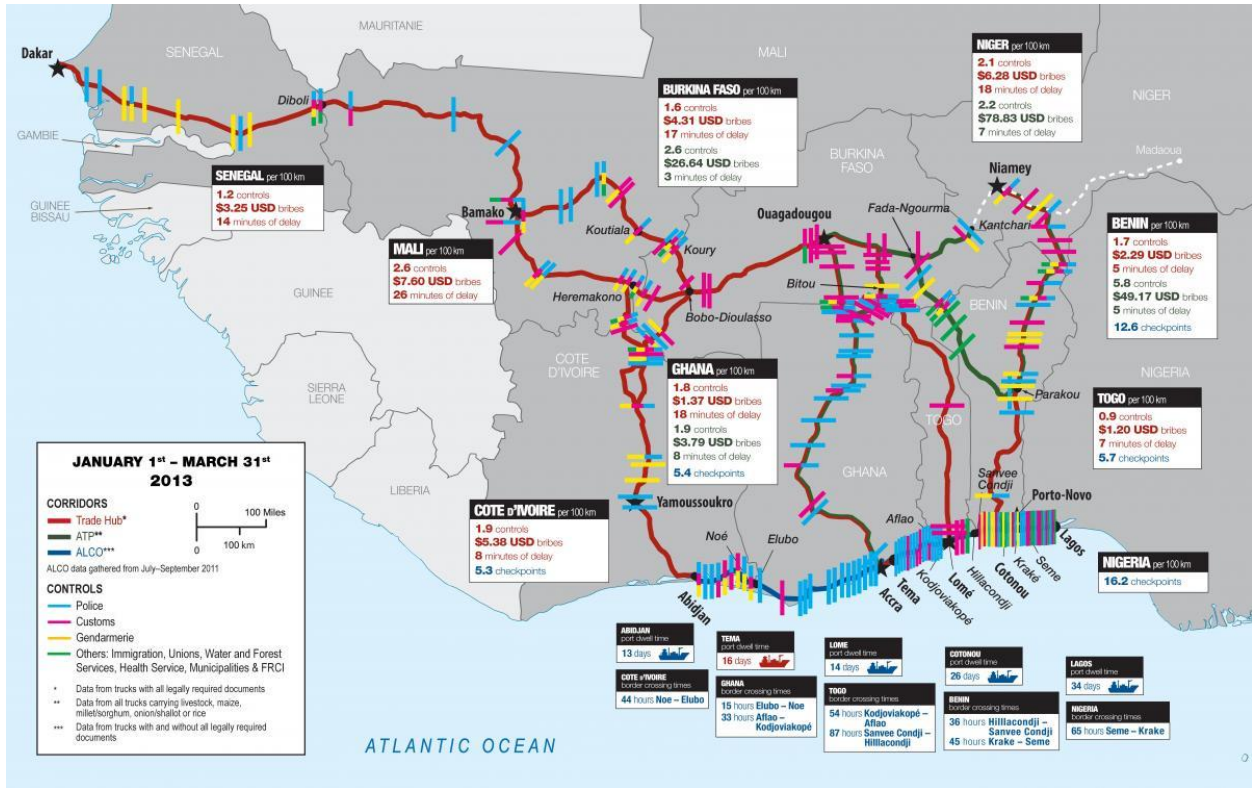 MAURITANIE
Dakar
SENEGAL
MALI
NIGER per 100 km
2.1 controls
$6.28 USD bribes
18 minutes of delay
2.2 controls
$78.83 USD bribes
7 minutes of delay
BURKINA FASO per 100 km
1.6 controls
$4.31 USD bribes
17 minutes of delay
2.6 controls
$26.64 USD bribes
3 minutes of delay
NIGER
Diboli
GAMBIE
BURKINA
FASO
Madaoua
Niamey
SENEGAL per 100 km
1.2 controls
$3.25 USD bribes
14 minutes of delay
GUINEE
BISSAU
Bamako
Ouagadougou
Fada-Ngourma
Kantchari
Koutiala
Koury
BENIN per 100 km
1.7 controls
$2.29 USD bribes
5 minutes of delay
5.8 controls
$49.17 USD bribes
5 minutes of delay
12.6 checkpoints
MALI per 100 km
2.6 controls
$7.60 USD bribes
26 minutes of delay
GUINEE
Heremakono
Bitou
Bobo-Dioulasso
BENIN
COTE
D'IVOIRE
GHANA per 100 km
1.8 controls
$1.37 USD bribes
18 minutes of delay
1.9 controls
$3.79 USD bribes
8 minutes of delay
5.4 checkpoints
NIGERIA
SIERRA
LEONE
Parakou
TOGO per 100 km
0.9 controls
$1.20 USD bribes
7 minutes of delay
5.7 checkpoints
TOGO
GHANA
LIBERIA
Sanvee
Condji
Yamoussoukro
Porto-Novo
COTE D'IVOIRE per 100 km
1.9 controls
$5.38 USD bribes
8 minutes of delay
5.3 checkpoints
Noé
Elubo
Aflao
Lagos
Abidjan
Accra
Tema
Kodjoviakopé
Lomé
Hillacondji
Cotonou
Kraké
Seme
NIGERIA per 100 km
16.2 checkpoints
JANUARY 1st – MARCH 31st
2013
CORRIDORS
Trade Hub*
ATP**
ALCO***
0 100 Miles
0 100 km
ALCO data gathered from July–September 2011
CONTROLS
Police
Customs
Gendarmerie
Others: Immigration, Unions, Water and Forest
Services, Health Service, Municipalities & FRCI
* Data from trucks with all legally required documents
** Data from all trucks carrying livestock, maize,
millet/sorghum, onion/shallot or rice
*** Data from trucks with and without all legally required
documents
ABIDJAN
port dwell time
13 days
TEMA
port dwell time
16 days
LOME
port dwell time
14 days
COTONOU
port dwell time
26 days
LAGOS
port dwell time
34 days
COTE D'IVOIRE
border crossing times
44 hours Noe – Elubo
GHANA
border crossing times
15 hours Elubo – Noe
33 hours Aflao –
Kodjoviakopé
TOGO
border crossing times
54 hours Kodjoviakopé –
Aflao
87 hours Sanvee Condji –
Hilllacondji
BENIN
border crossing times
36 hours Hilllacondji –
Sanvee Condji
45 hours Krake – Seme
NIGERIA
border crossing times
65 hours Seme – Krake
ATLANTIC OCEAN